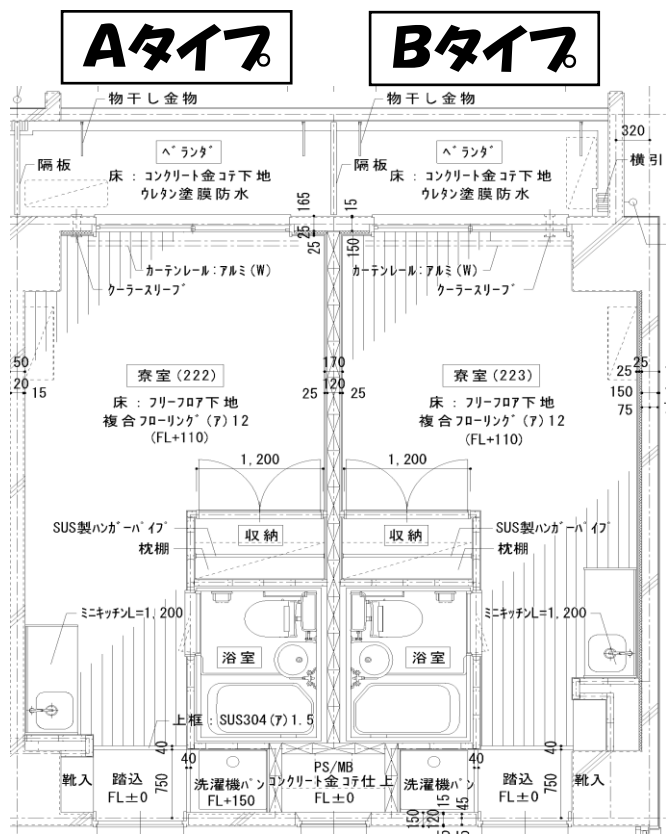 Aタイプ
Bタイプ
物干し金物
物干し金物
320
ベランダ
ベランダ
隔板
隔板
横引
床：コンクリート金コテ下地
ウレタン塗膜防水
床：コンクリート金コテ下地
ウレタン塗膜防水
165
15
25
25
150
カーテンレール：アルミ(W)
カーテンレール：アルミ(W)
クーラースリーブ
クーラースリーブ
50
170
25
寮室(222)
寮室(223)
25
20
15
25
120
25
150
75
床：フリーフロア下地
複合フローリング(ア)12
(FL+110)
床：フリーフロア下地
複合フローリング(ア)12
(FL+110)
1,200
1,200
SUS製ハンガーパイプ
収納
収納
SUS製ハンガーパイプ
枕棚
枕棚
ミニキッチンL=1,200
ミニキッチンL=1,200
浴室
浴室
上框：SUS304(ア)1.5
40
40
40
40
PS/MB
コンクリート金コテ仕上
FL±0
靴入
踏込
FL±0
750
洗濯機パン
FL+150
洗濯機パン
踏込
FL±0
750
靴入
15
45
150
120